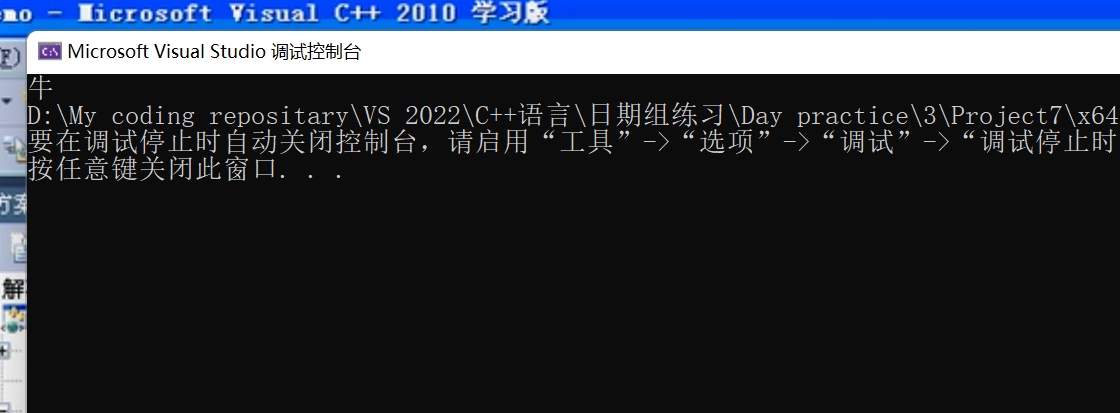 emo - Microsoft Visual C++ 2010 学习版
(F)
Microsoft Visual Studio 调试控制台
牛
D:\My coding repositary\VS 2022\C++语言\日期组练习\Day practice\3\Project7\x64
要在调试停止时自动关闭控制台，请启用“工具”->“选项”->“调试”->“调试停止时
按任意键关闭此窗口. . .
方案
解